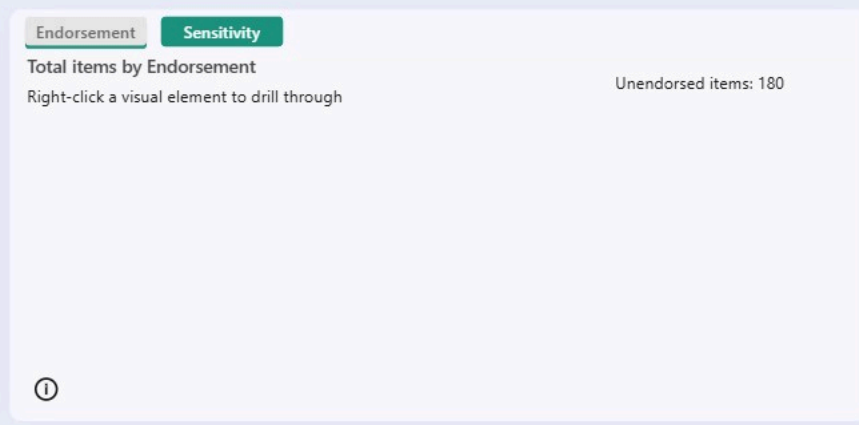 Endorsement Sensitivity
Total items by Endorsement
Unendorsed items: 180
Right-click a visual element to drill through